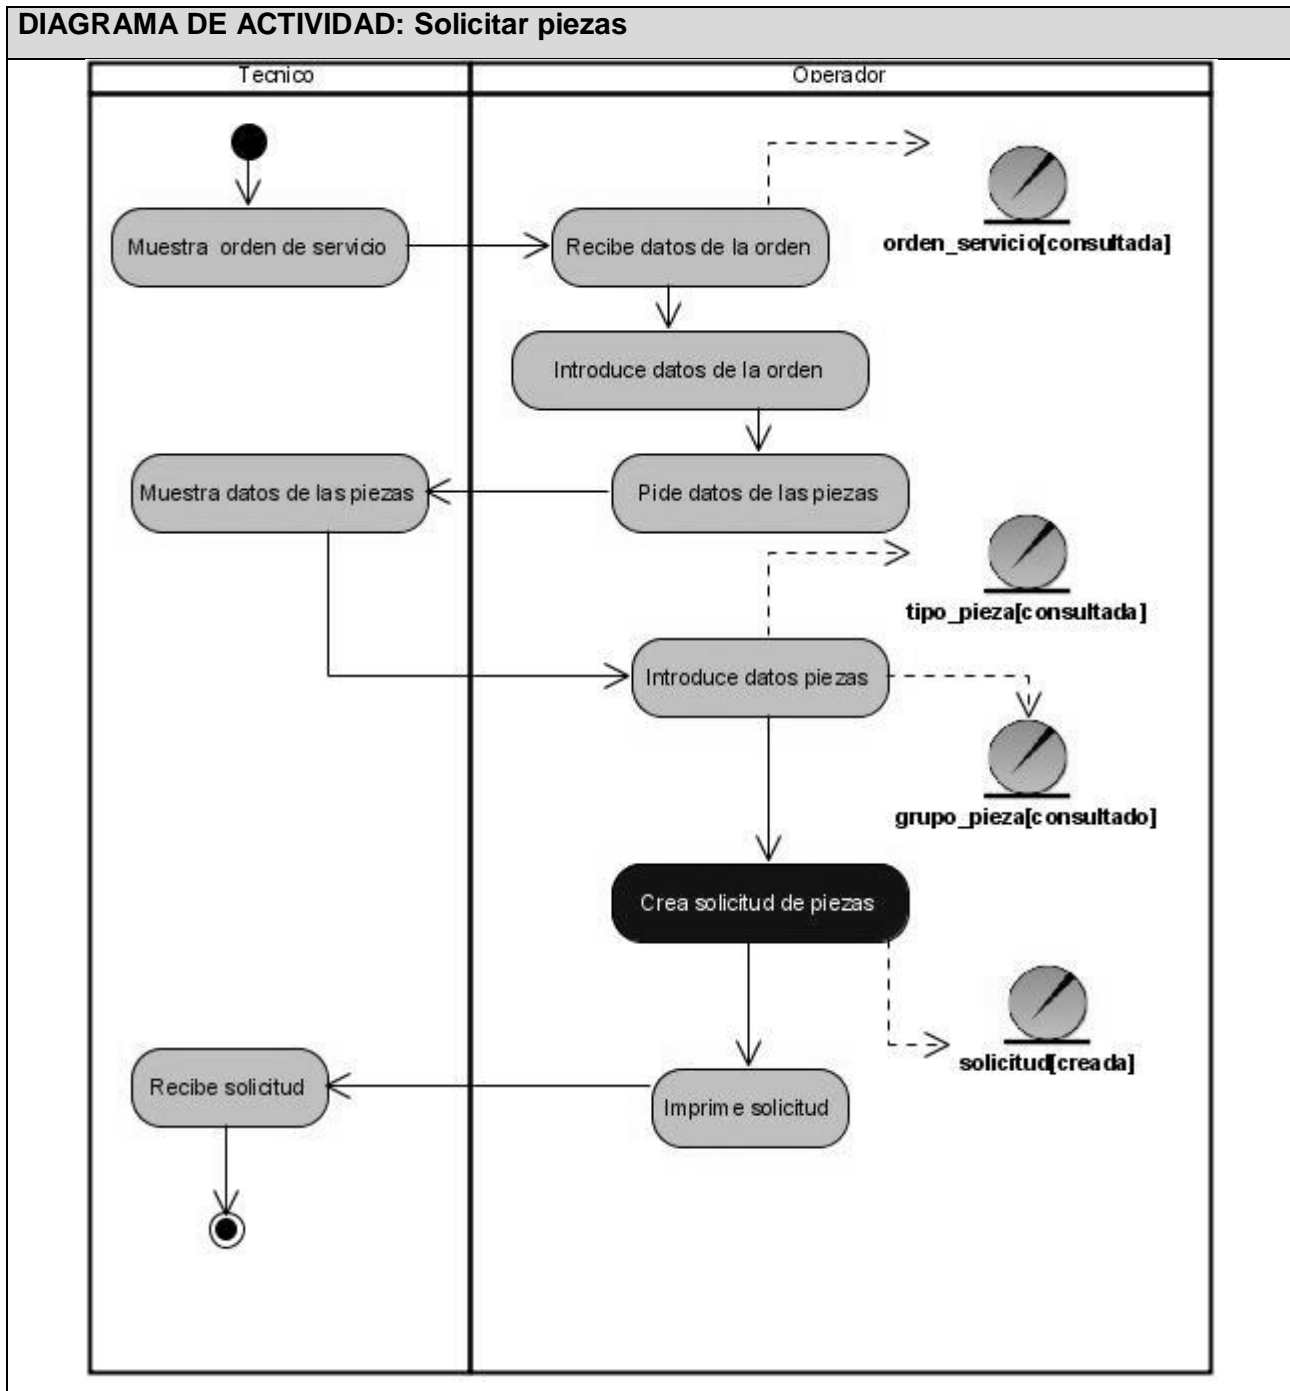 DIAGRAMA DE ACTIVIDAD: Solicitar piezas
Tecnico
Operador
Muestra orden de servicio
Recibe datos de la orden
orden_servicio[consultada]
Introduce datos de la orden
Muestra datos de las piezas
Pide datos de las piezas
tipo_pieza[consultada]
Introduce datos piezas
grupo_pieza[consultado]
Crea solicitud de piezas
solicitud[creada]
Recibe solicitud
Imprime solicitud